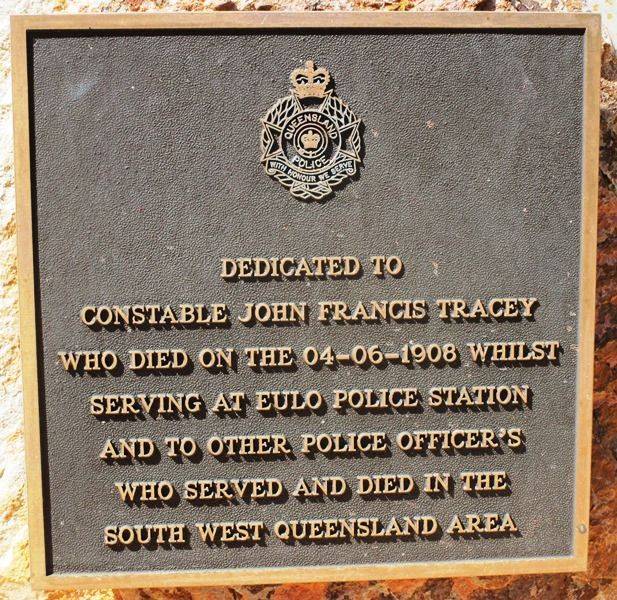 QUEENSLAND
POLICE
WITH HONOUR WE SERVE
DEDICATED TO
CONSTABLE JOHN FRANCIS TRACEY
WHO DIED ON THE 04-06-1908 WHILST
SERVING AT EULO POLICE STATION
AND TO OTHER POLICE OFFICER'S
WHO SERVED AND DIED IN THE
SOUTH WEST QUEENSLAND AREA